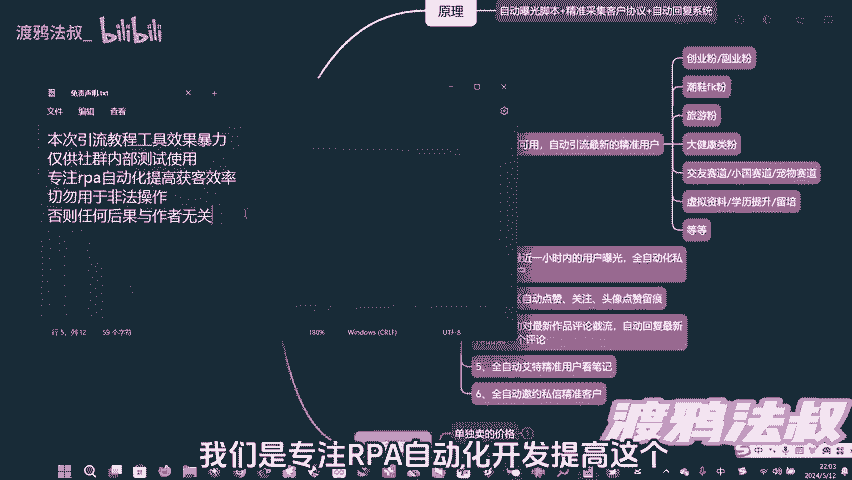 渡鸦法叔_ bilibili
原理
自动曝光脚本+精准采集客户协议+自动回复系统
免责声明.txt
文件 编辑 查看
本次引流教程工具效果暴力
仅供社群内部测试使用
专注rpa自动化提高获客效率
切勿用于非法操作
否则任何后果与作者无关
行 5, 列 12 59 个字符 180% Windows (CRLF) UTF-8
可用，自动引流最新的精准用户
创业粉/副业粉
潮鞋fk粉
旅游粉
大健康类粉
交友赛道/小国赛道/宠物赛道
虚拟资料/学历提升/留培
等等
近一小时内的用户曝光，全自动化私
自动点赞、关注、头像点赞留痕
对最新作品评论截流，自动回复最新
个评论
5、全自动艾特精准用户看笔记
6、全自动邀约私信精准客户
单独卖的价格
渡鸦法叔
我们是专注RPA自动化开发提高这个
22:03
2024/5/12